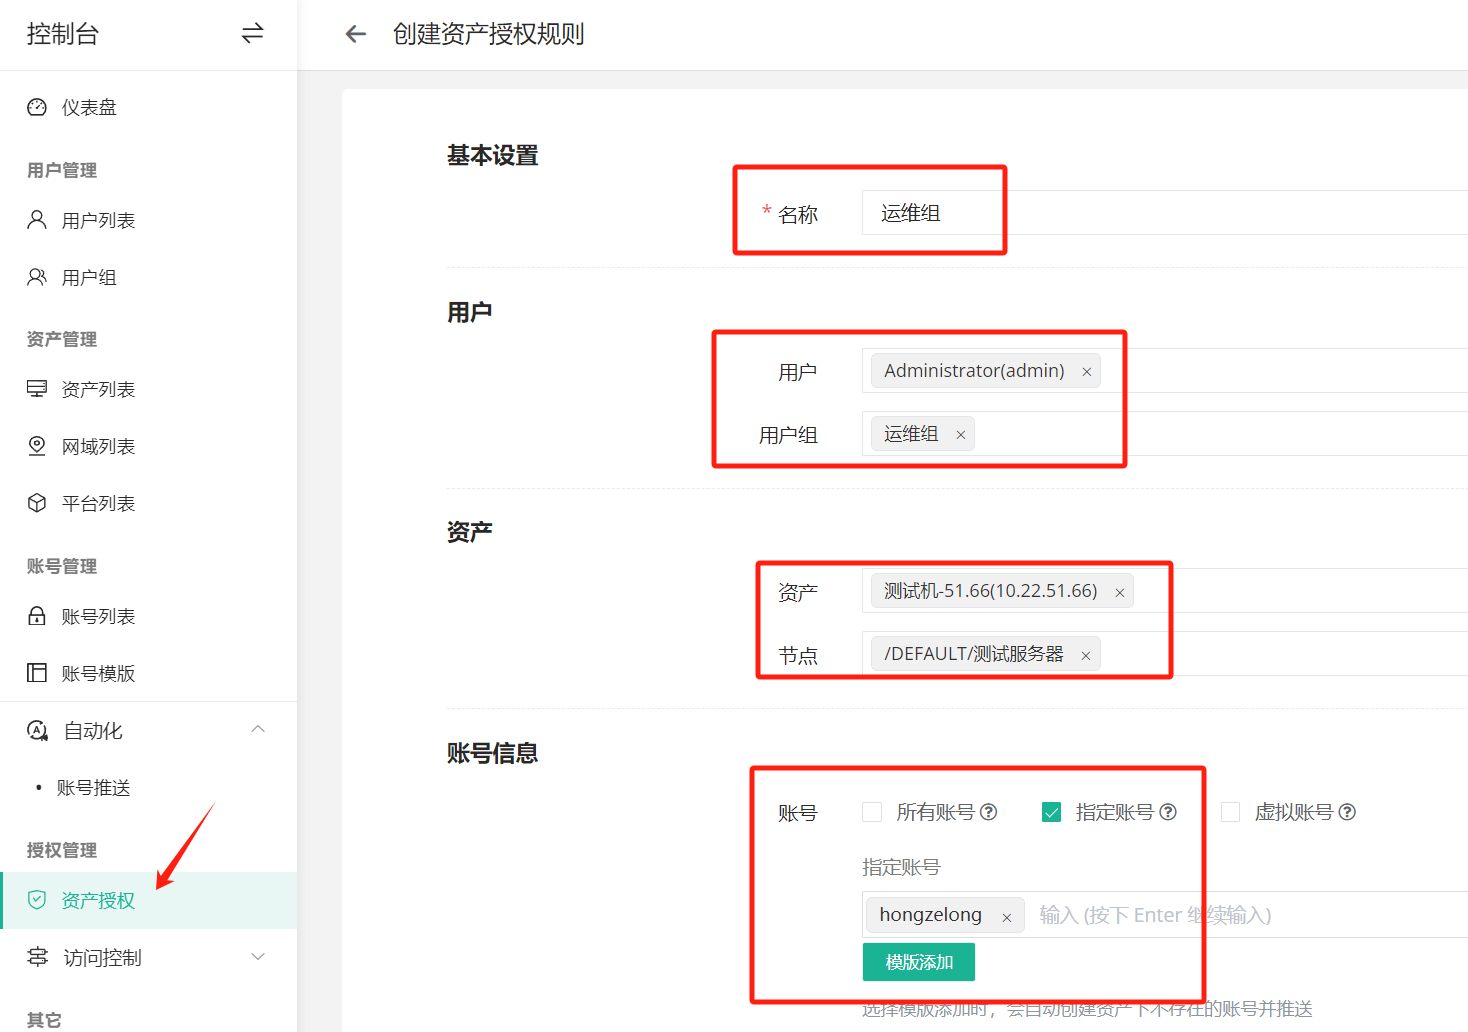 控制台
创建资产授权规则
仪表盘
用户管理
用户列表
用户组
资产管理
资产列表
网域列表
平台列表
账号管理
账号列表
账号模版
自动化
账号推送
授权管理
资产授权
访问控制
其它
基本设置
* 名称 运维组
用户
用户 Administrator(admin) ×
用户组 运维组 ×
资产
资产 测试机-51.66(10.22.51.66) ×
节点 /DEFAULT/测试服务器 ×
账号信息
账号 所有账号 指定账号 虚拟账号
指定账号
hongzelong × 输入 (按下 Enter 继续输入)
模版添加
选择模版添加时，会自动创建资产下不存在的账号并推送